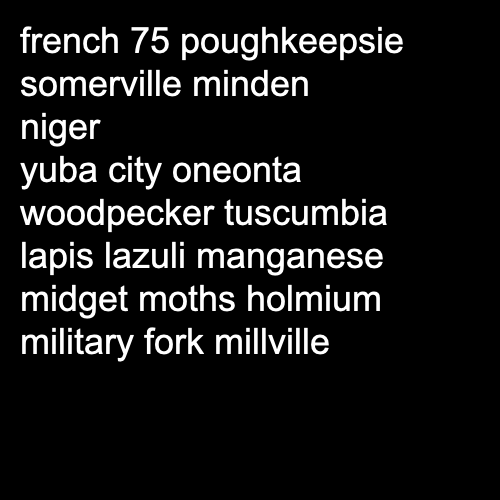 french 75 poughkeepsie
somerville minden
niger
yuba city oneonta
woodpecker tuscumbia
lapis lazuli manganese
midget moths holmium
military fork millville